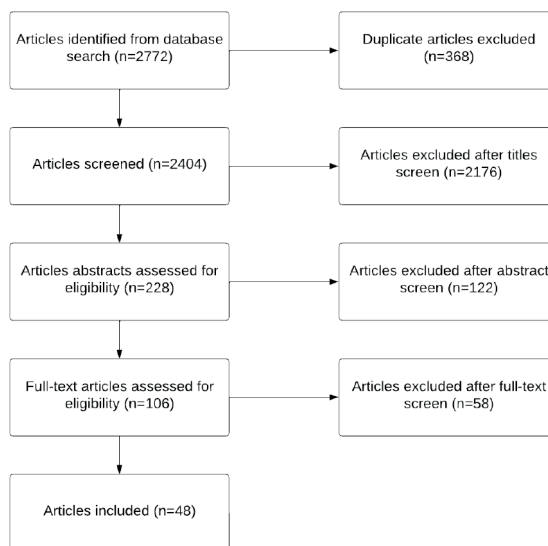 Articles identified from database
search (n=2772)
Duplicate articles excluded
(n=368)
Articles screened (n=2404)
Articles excluded after titles
screen (n=2176)
Articles abstracts assessed for
eligibility (n=228)
Articles excluded after abstract
screen (n=122)
Full-text articles assessed for
eligibility (n=106)
Articles excluded after full-text
screen (n=58)
Articles included (n=48)